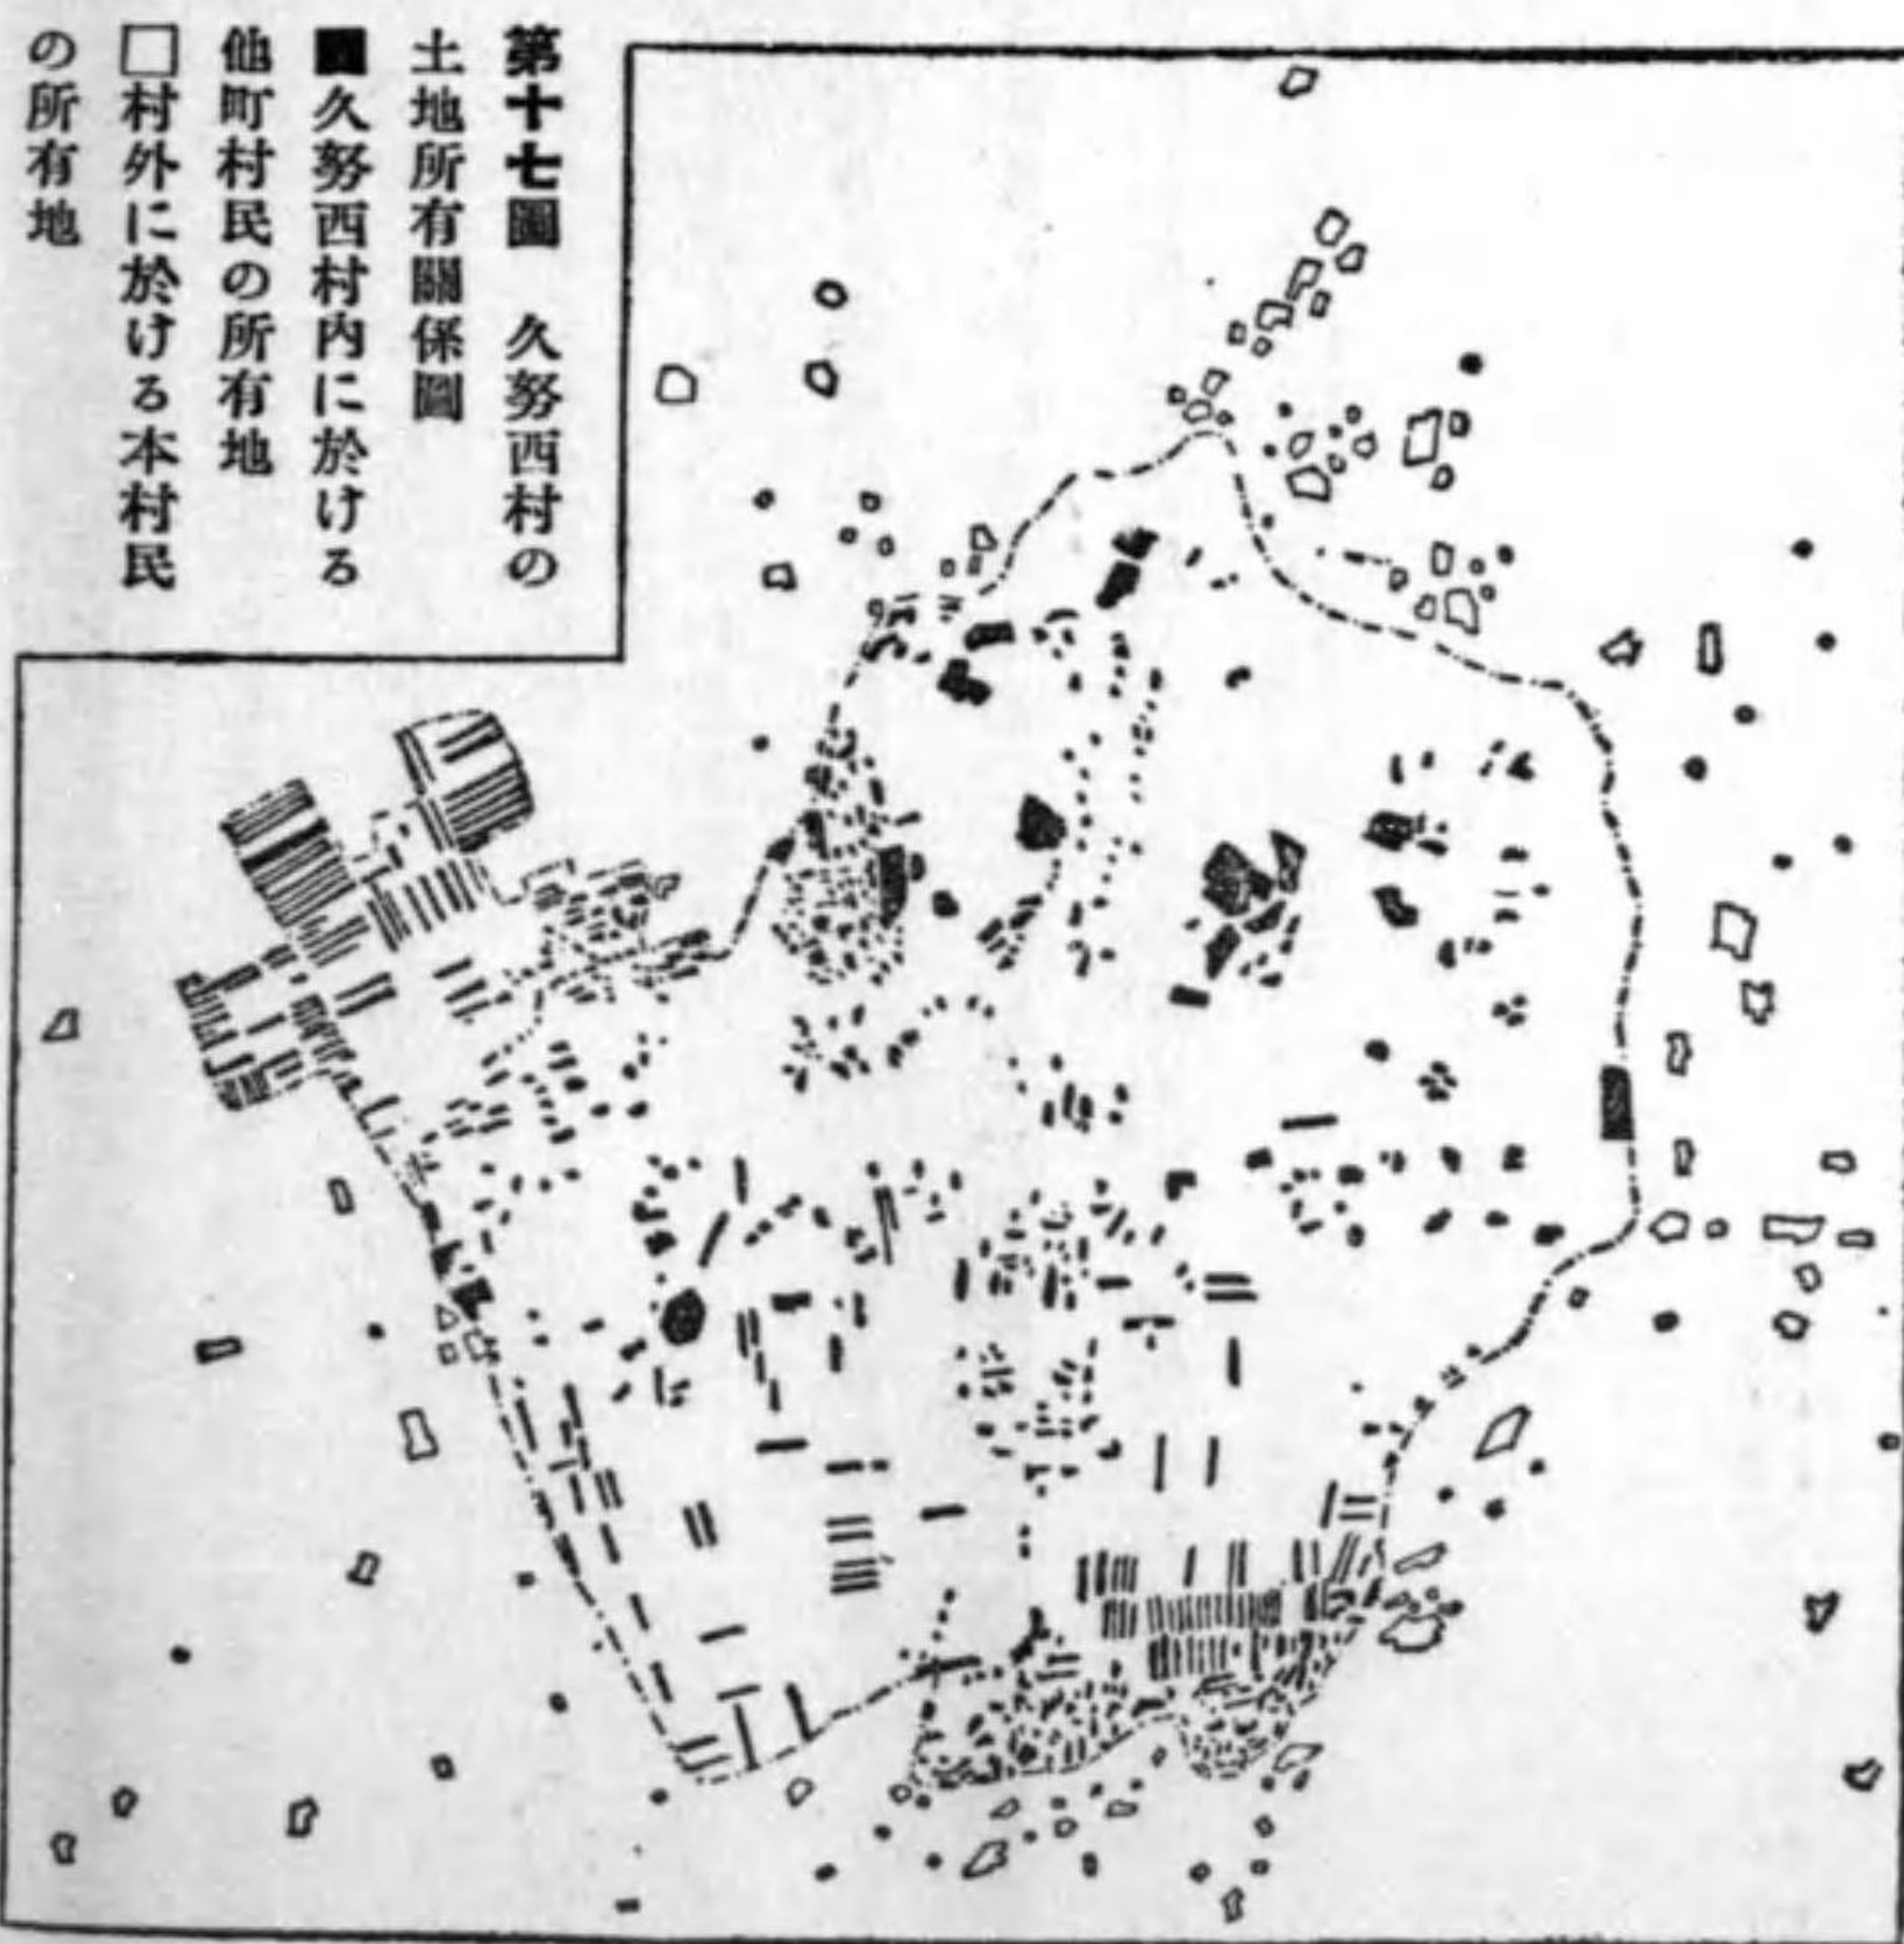 第十七圖　久努西村の
土地所有關係圖
■久努西村内に於ける
他町村民の所有地
□村外に於ける本村民
の所有地